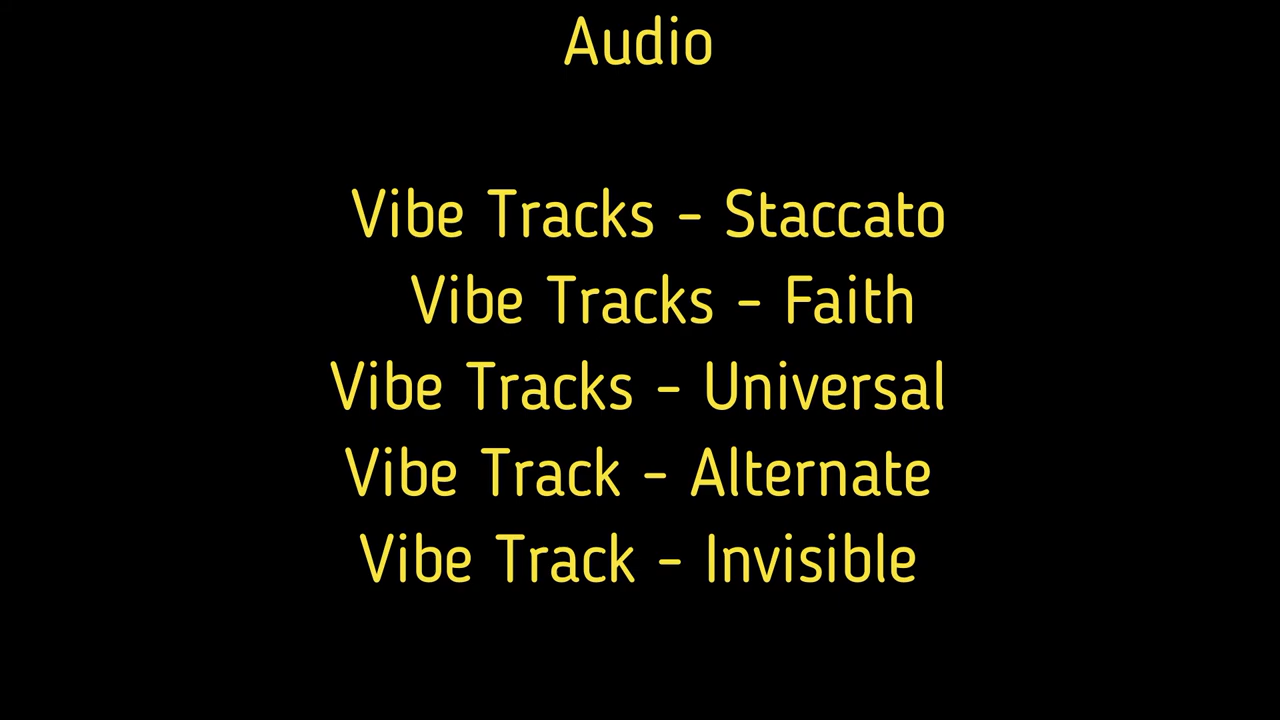 Audio
Vibe Tracks - Staccato
Vibe Tracks - Faith
Vibe Tracks - Universal
Vibe Track - Alternate
Vibe Track - Invisible